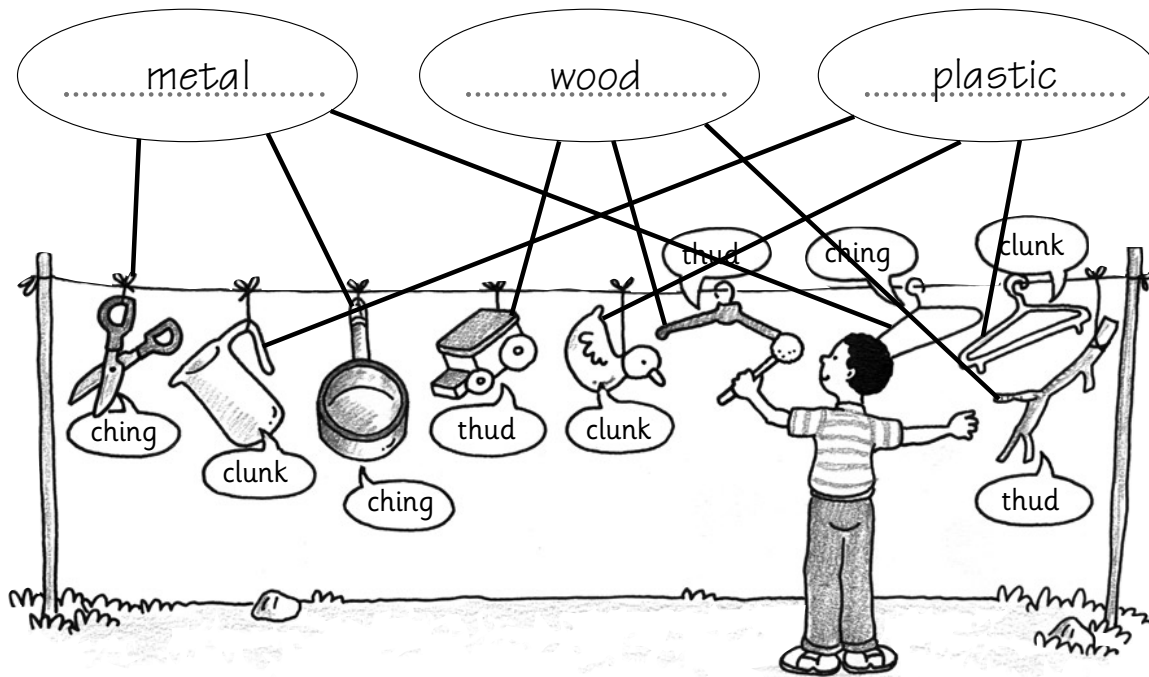 metal
wood
plastic
thud
ching
clunk
ching
clunk
ching
thud
clunk
thud